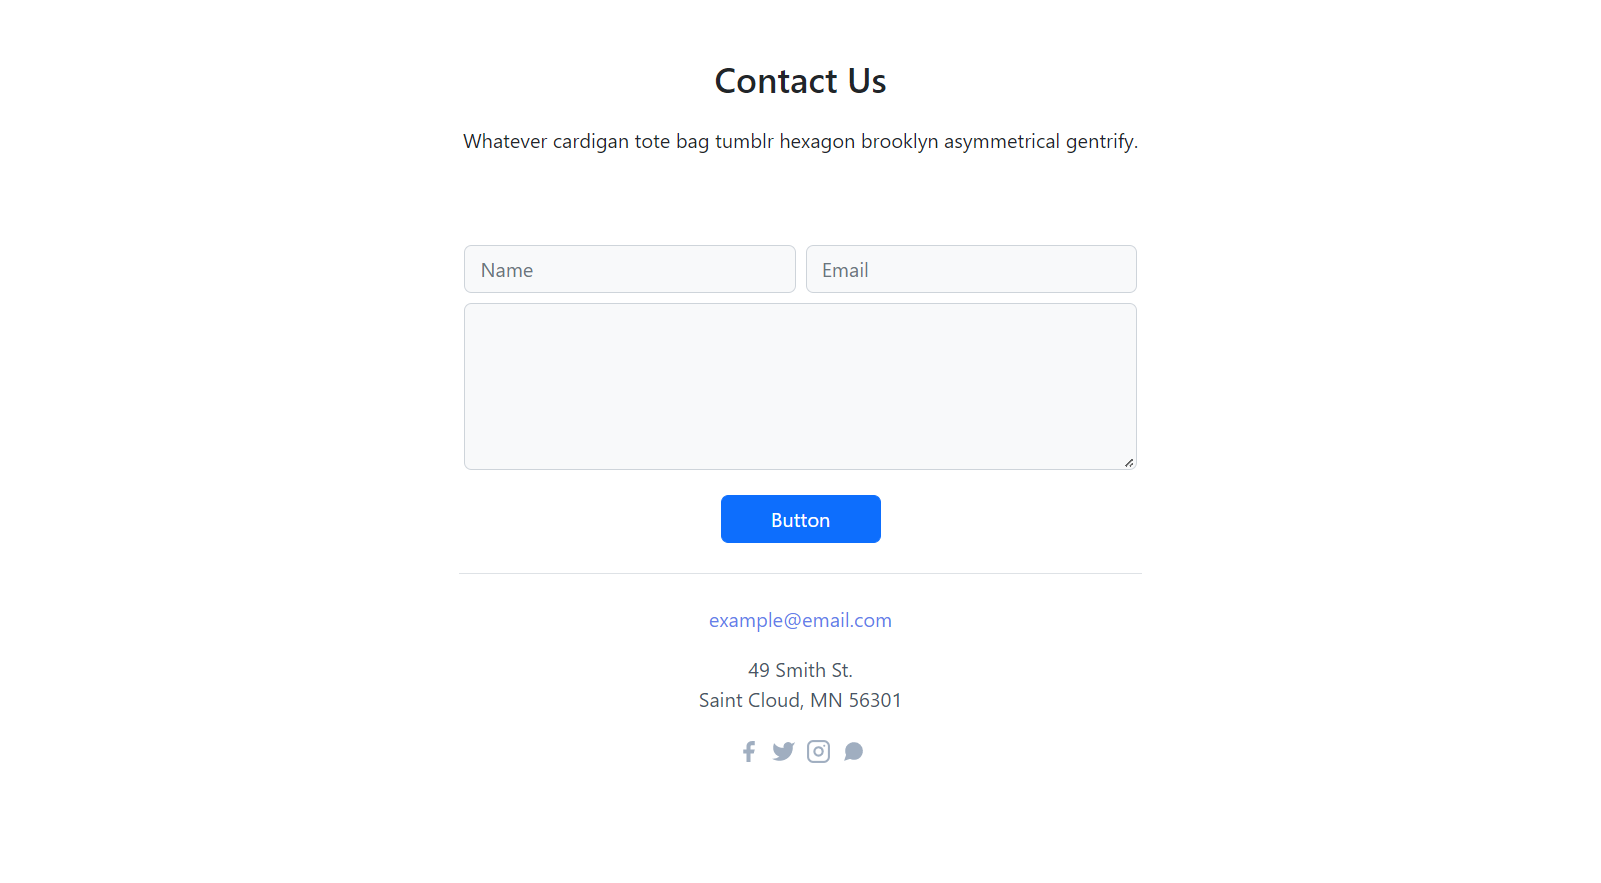 Contact Us
Whatever cardigan tote bag tumblr hexagon brooklyn asymmetrical gentrify.
Name
Email
Button
example@email.com
49 Smith St.
Saint Cloud, MN 56301